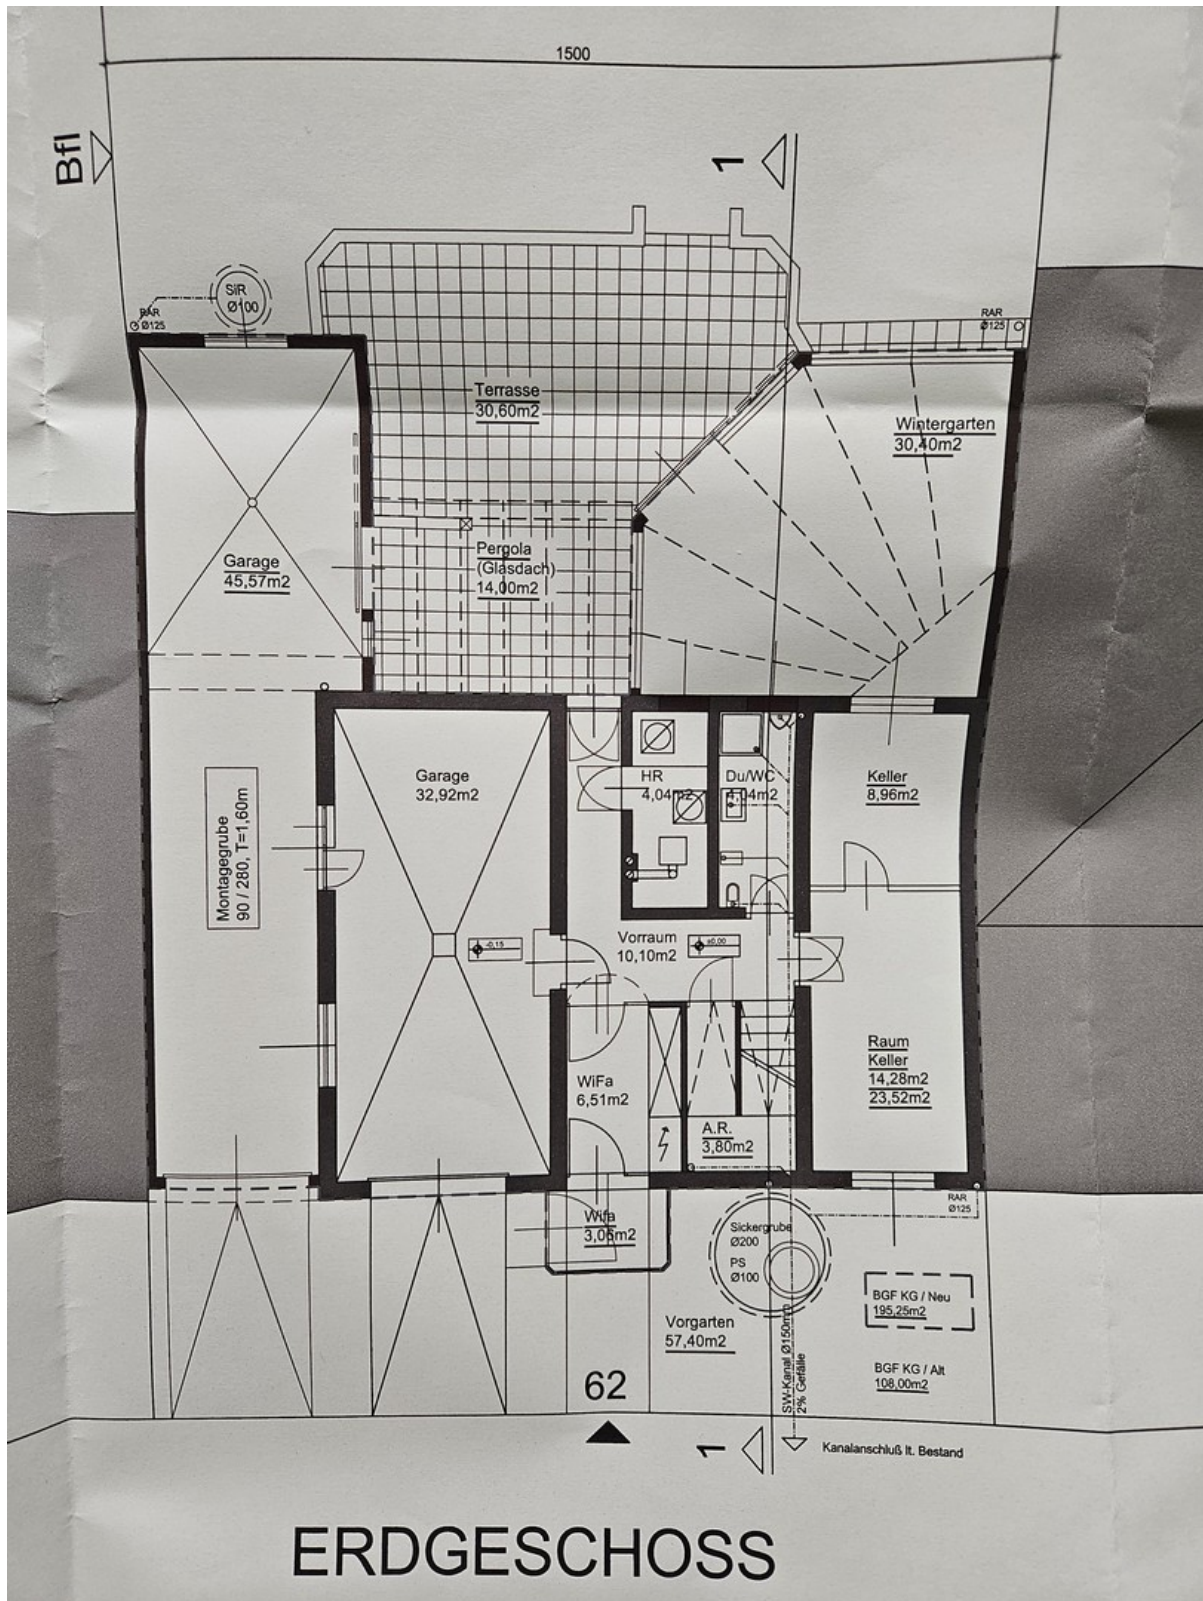 1500
Bfl
1
SiR
Ø100
RAR
Ø125
RAR
Ø125
Terrasse
30,60m2
Wintergarten
30,40m2
Pergola
(Glasdach)
14,00m2
Garage
45,57m2
Garage
32,92m2
HR
4,04m2
Du/WC
4,04m2
Keller
8,96m2
Montagegrube
90 / 280, T=1,60m
-0,15
Vorraum
10,10m2
±0,00
Raum
Keller
14,28m2
23,52m2
WiFa
6,51m2
A.R.
3,80m2
Wifa
3,06m2
Sickergrube
Ø200
PS
Ø100
RAR
Ø125
BGF KG / Neu
195,25m2
Vorgarten
57,40m2
SW-Kanal Ø150mm
2% Gefälle
BGF KG / Alt
108,00m2
62
1
Kanalanschluß lt. Bestand
ERDGESCHOSS